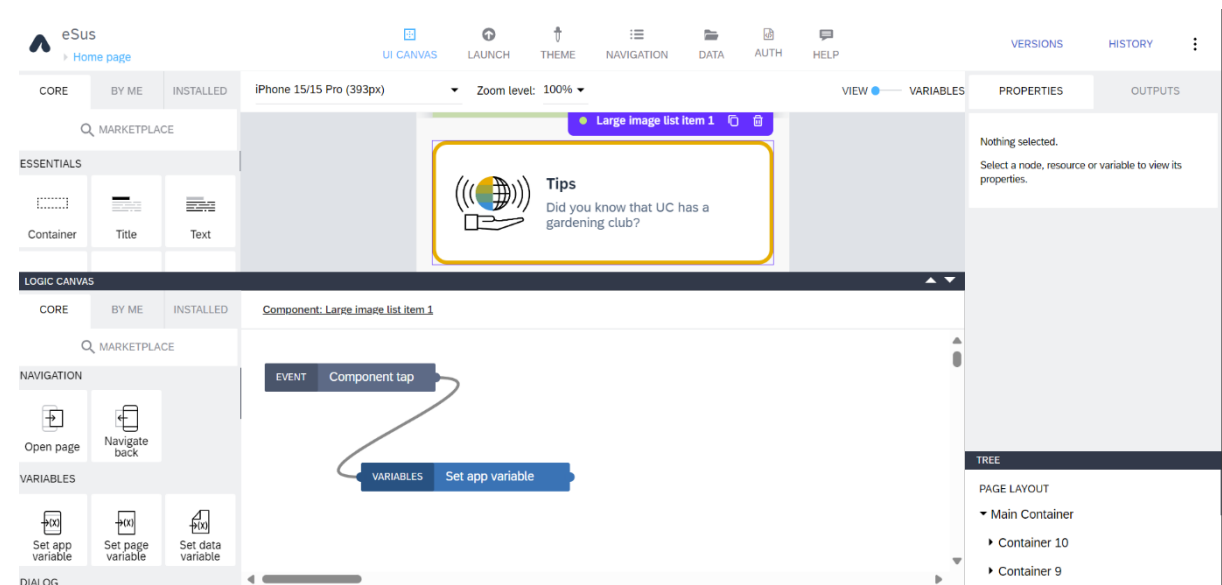 eSus
Home page
UI CANVAS
LAUNCH
THEME
NAVIGATION
DATA
AUTH
HELP
VERSIONS
HISTORY
CORE
BY ME
INSTALLED
iPhone 15/15 Pro (393px)
Zoom level: 100%
VIEW
VARIABLES
PROPERTIES
OUTPUTS
MARKETPLACE
ESSENTIALS
Container
Title
Text
Large image list item 1
Tips
Did you know that UC has a
gardening club?
Nothing selected.
Select a node, resource or variable to view its
properties.
LOGIC CANVAS
CORE
BY ME
INSTALLED
Component: Large image list item 1
MARKETPLACE
NAVIGATION
Open page
Navigate
back
VARIABLES
Set app
variable
Set page
variable
Set data
variable
DIALOG
EVENT
Component tap
VARIABLES
Set app variable
TREE
PAGE LAYOUT
Main Container
Container 10
Container 9